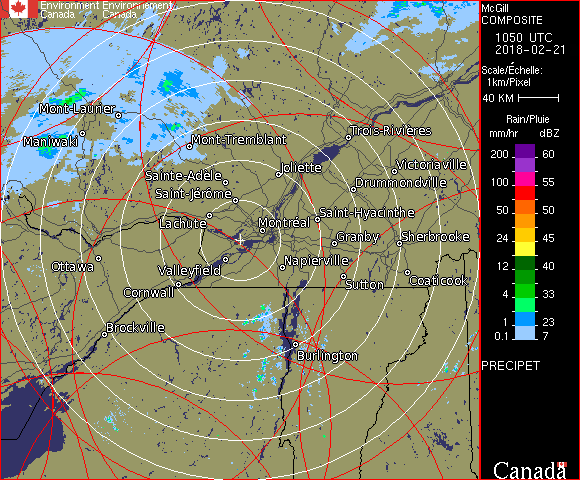 Environment Environnement
Canada Canada
McGill
COMPOSITE
1050 UTC
2018-02-21
Scale/Échelle:
1km/Pixel
40 KM
Rain/Pluie
mm/hr dBZ
200 60
100 55
50 50
24 45
12 40
4 33
1 23
0.1 7
PRECIPET
Canada
Mont-Laurier
Maniwaki
Mont-Tremblant
Trois-Rivières
Sainte-Adèle
Joliette
Victoriaville
Saint-Jérôme
Drummondville
Lachute
Montréal
Saint-Hyacinthe
Granby
Sherbrooke
Ottawa
Valleyfield
Napierville
Cornwall
Sutton
Coaticook
Brockville
Burlington